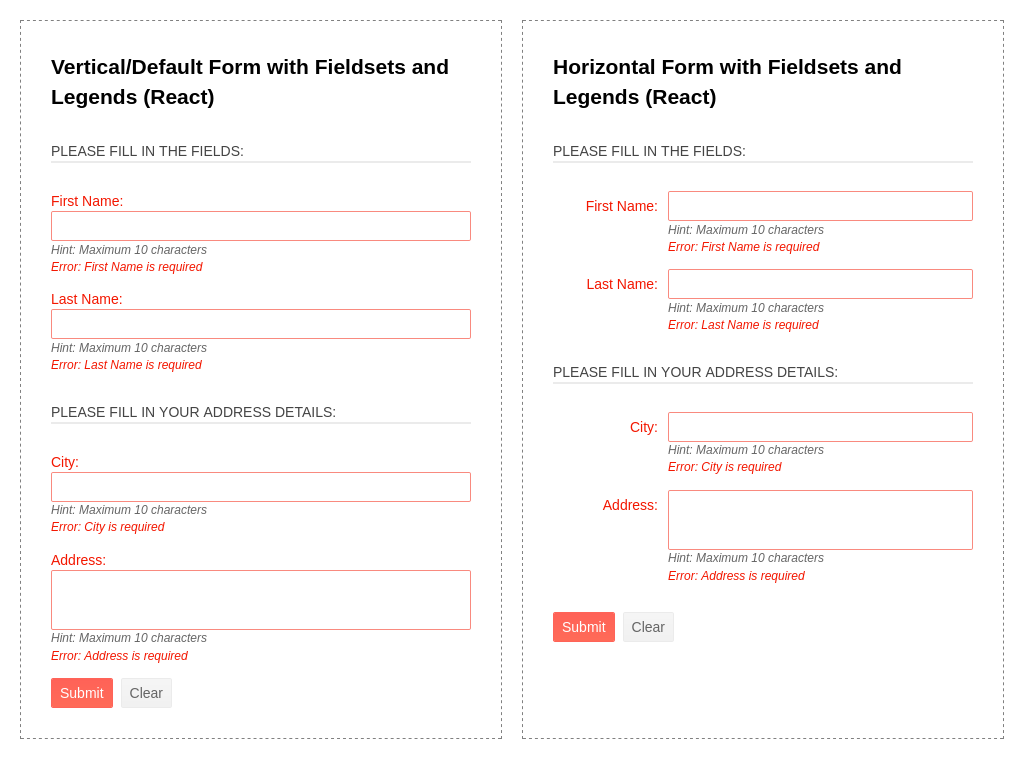 Vertical/Default Form with Fieldsets and
Legends (React)
PLEASE FILL IN THE FIELDS:
First Name:
Hint: Maximum 10 characters
Error: First Name is required
Last Name:
Hint: Maximum 10 characters
Error: Last Name is required
PLEASE FILL IN YOUR ADDRESS DETAILS:
City:
Hint: Maximum 10 characters
Error: City is required
Address:
Hint: Maximum 10 characters
Error: Address is required
Submit Clear
Horizontal Form with Fieldsets and
Legends (React)
PLEASE FILL IN THE FIELDS:
First Name:
Hint: Maximum 10 characters
Error: First Name is required
Last Name:
Hint: Maximum 10 characters
Error: Last Name is required
PLEASE FILL IN YOUR ADDRESS DETAILS:
City:
Hint: Maximum 10 characters
Error: City is required
Address:
Hint: Maximum 10 characters
Error: Address is required
Submit Clear